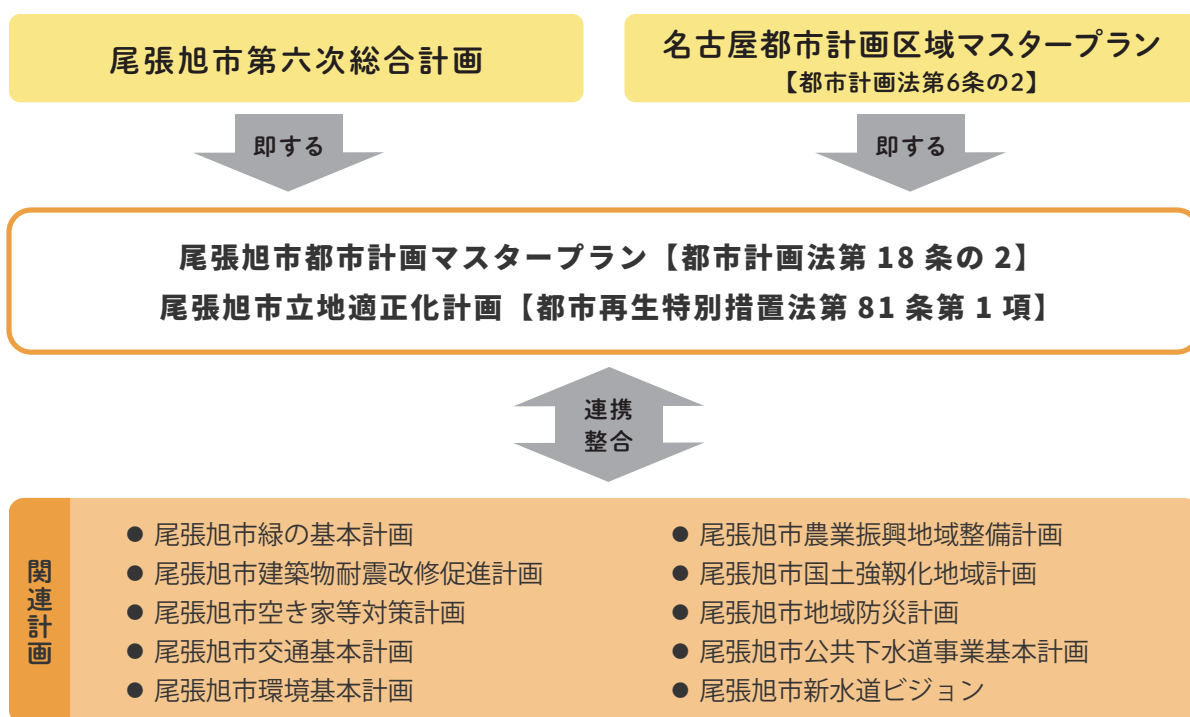 尾張旭市第六次総合計画
名古屋都市計画区域マスタープラン
【都市計画法第6条の2】
即する
即する
尾張旭市都市計画マスタープラン【都市計画法第 18 条の 2】
尾張旭市立地適正化計画【都市再生特別措置法第 81 条第 1 項】
連携
整合
関連計画
● 尾張旭市緑の基本計画
● 尾張旭市建築物耐震改修促進計画
● 尾張旭市空き家等対策計画
● 尾張旭市交通基本計画
● 尾張旭市環境基本計画
● 尾張旭市農業振興地域整備計画
● 尾張旭市国土強靱化地域計画
● 尾張旭市地域防災計画
● 尾張旭市公共下水道事業基本計画
● 尾張旭市新水道ビジョン